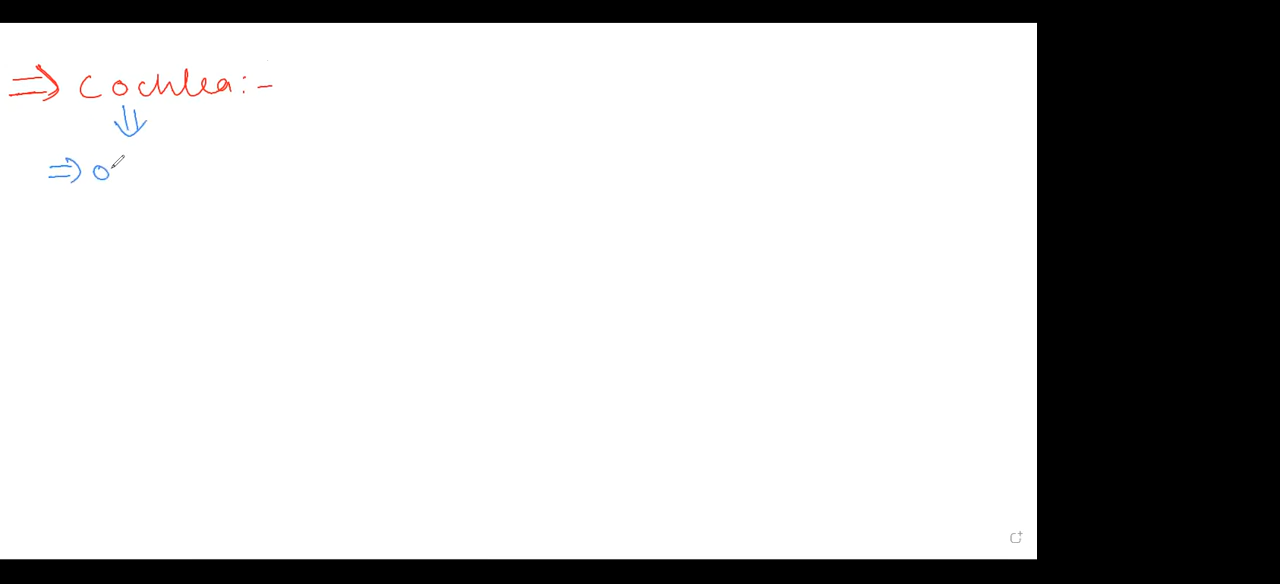 ⇒ Cochlea:-
⇓
⇒ o